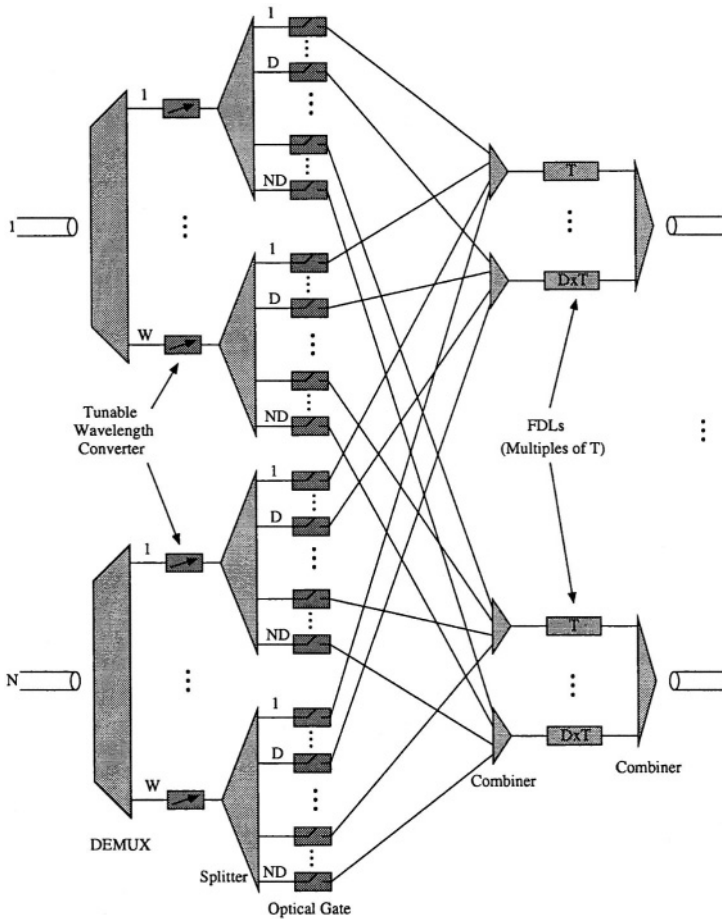 1
D
ND
1
T
1
1
D
DxT
W
ND
Tunable
Wavelength
Converter
FDLs
(Multiples of T)
1
D
1
ND
T
N
1
D
DxT
W
Combiner
Combiner
DEMUX
Splitter
ND
Optical Gate